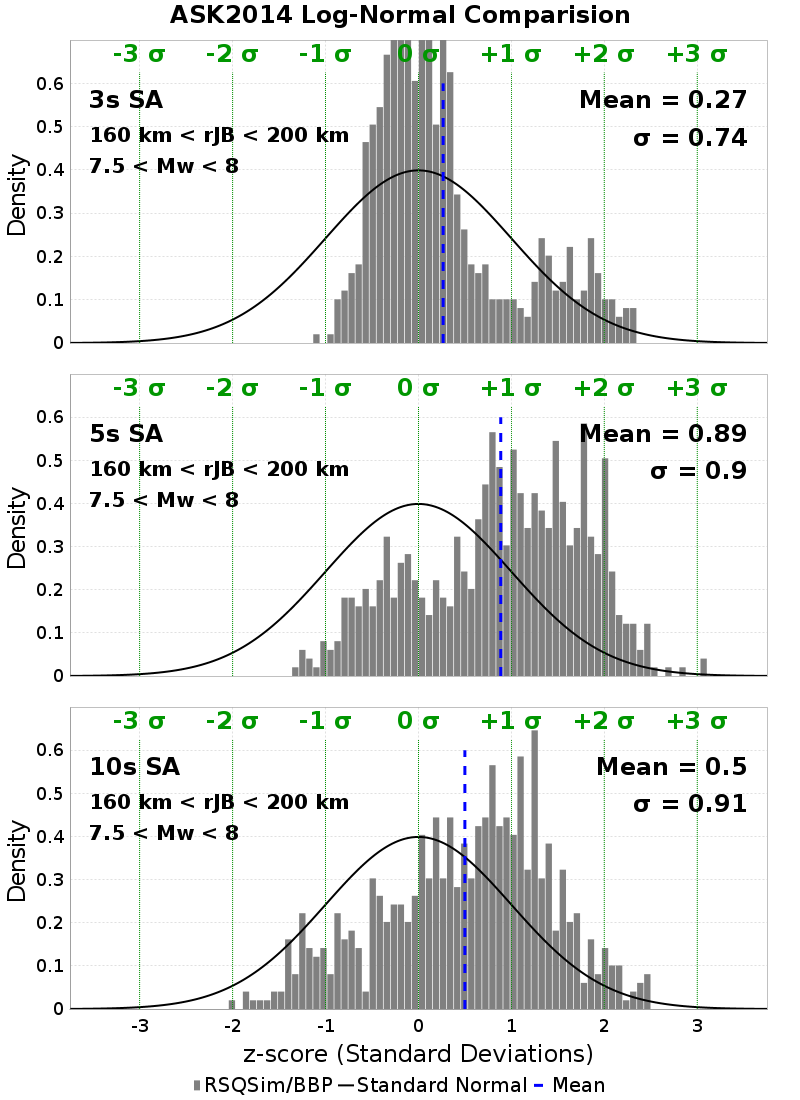 ASK2014 Log-Normal Comparision
-3 σ -2 σ -1 σ 0 σ +1 σ +2 σ +3 σ
3s SA
Mean = 0.27
160 km < rJB < 200 km
σ = 0.74
7.5 < Mw < 8
Density
0.6
0.5
0.4
0.3
0.2
0.1
0
-3 σ -2 σ -1 σ 0 σ +1 σ +2 σ +3 σ
5s SA
Mean = 0.89
160 km < rJB < 200 km
σ = 0.9
7.5 < Mw < 8
Density
0.6
0.5
0.4
0.3
0.2
0.1
0
-3 σ -2 σ -1 σ 0 σ +1 σ +2 σ +3 σ
10s SA
Mean = 0.5
160 km < rJB < 200 km
σ = 0.91
7.5 < Mw < 8
Density
0.6
0.5
0.4
0.3
0.2
0.1
0
-3 -2 -1 0 1 2 3
z-score (Standard Deviations)
RSQSim/BBP Standard Normal Mean